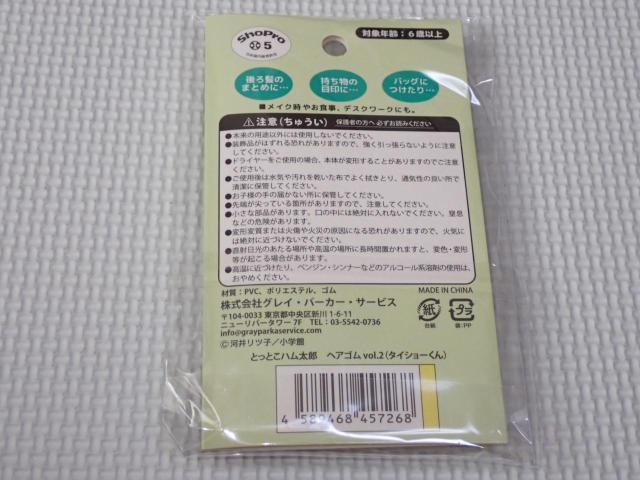 ShoPro
5
対象年齢：6歳以上
後ろ髪の
まとめに…
持ち物の
目印に…
バッグに
つけたり…
■メイク時やお食事、デスクワークにも。
注意(ちゅうい) 保護者の方へ 必ずお読みください
●本来の用途以外には使用しないでください。
●装飾品がはずれる恐れがありますので、強く引っ張らないように注意
してください。
●ドライヤーをご使用の場合、本体が変形することがありますのでご注意
ください。
●ご使用後は水気や汚れを乾いた布でよく拭きとり、通気性の良い所で
清潔に保管してください。
●お子様の手の届かない所に保管してください。
●先端が尖っている箇所がありますので、注意してください。
●小さな部品があります。口の中には絶対に入れないでください。窒息
などの危険があります。
●変形変質または火傷や火災の原因になる恐れがありますので、火気に
は絶対に近づけないでください。
●直射日光のあたる場所や高温の場所に長時間置かれますと、変色・変形
等が起こる場合があります。
●高温に近づけたり、ベンジン・シンナーなどのアルコール系溶剤の使用は、
おやめください。
材質：PVC、ポリエステル、ゴム
MADE IN CHINA
株式会社グレイ・パーカー・サービス
〒104-0033 東京都中央区新川 1-6-11
ニューリバータワー 7F TEL：03-5542-0736
info@grayparkaservice.com
紙
台紙
プラ
袋：PP
©河井リツ子／小学館
とっとこハム太郎 ヘアゴム vol.2（タイショーくん）
4 589468 457268